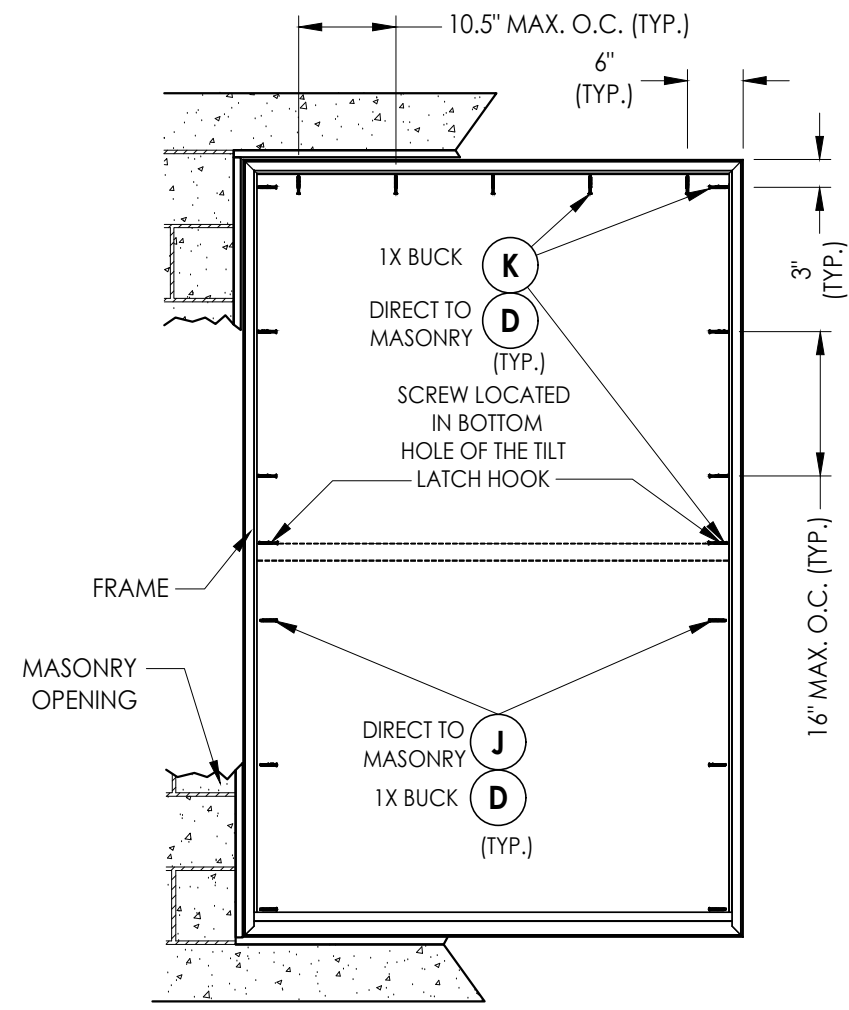 10.5" MAX. O.C. (TYP.)
6"
(TYP.)
3"
(TYP.)
1X BUCK
K
DIRECT TO
MASONRY
D
(TYP.)
SCREW LOCATED
IN BOTTOM
HOLE OF THE TILT
LATCH HOOK
16" MAX. O.C. (TYP.)
FRAME
MASONRY
OPENING
DIRECT TO
MASONRY
J
1X BUCK
D
(TYP.)